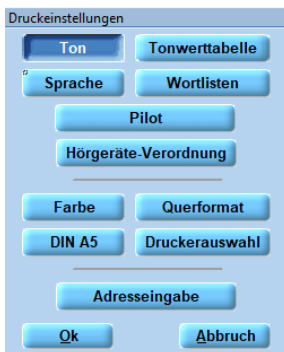 Druckeinstellungen
Ton Tonwerttabelle
Sprache Wortlisten
Pilot
Hörgeräte-Verordnung
Farbe Querformat
DIN A5 Druckerauswahl
Adresseingabe
Ok Abbruch